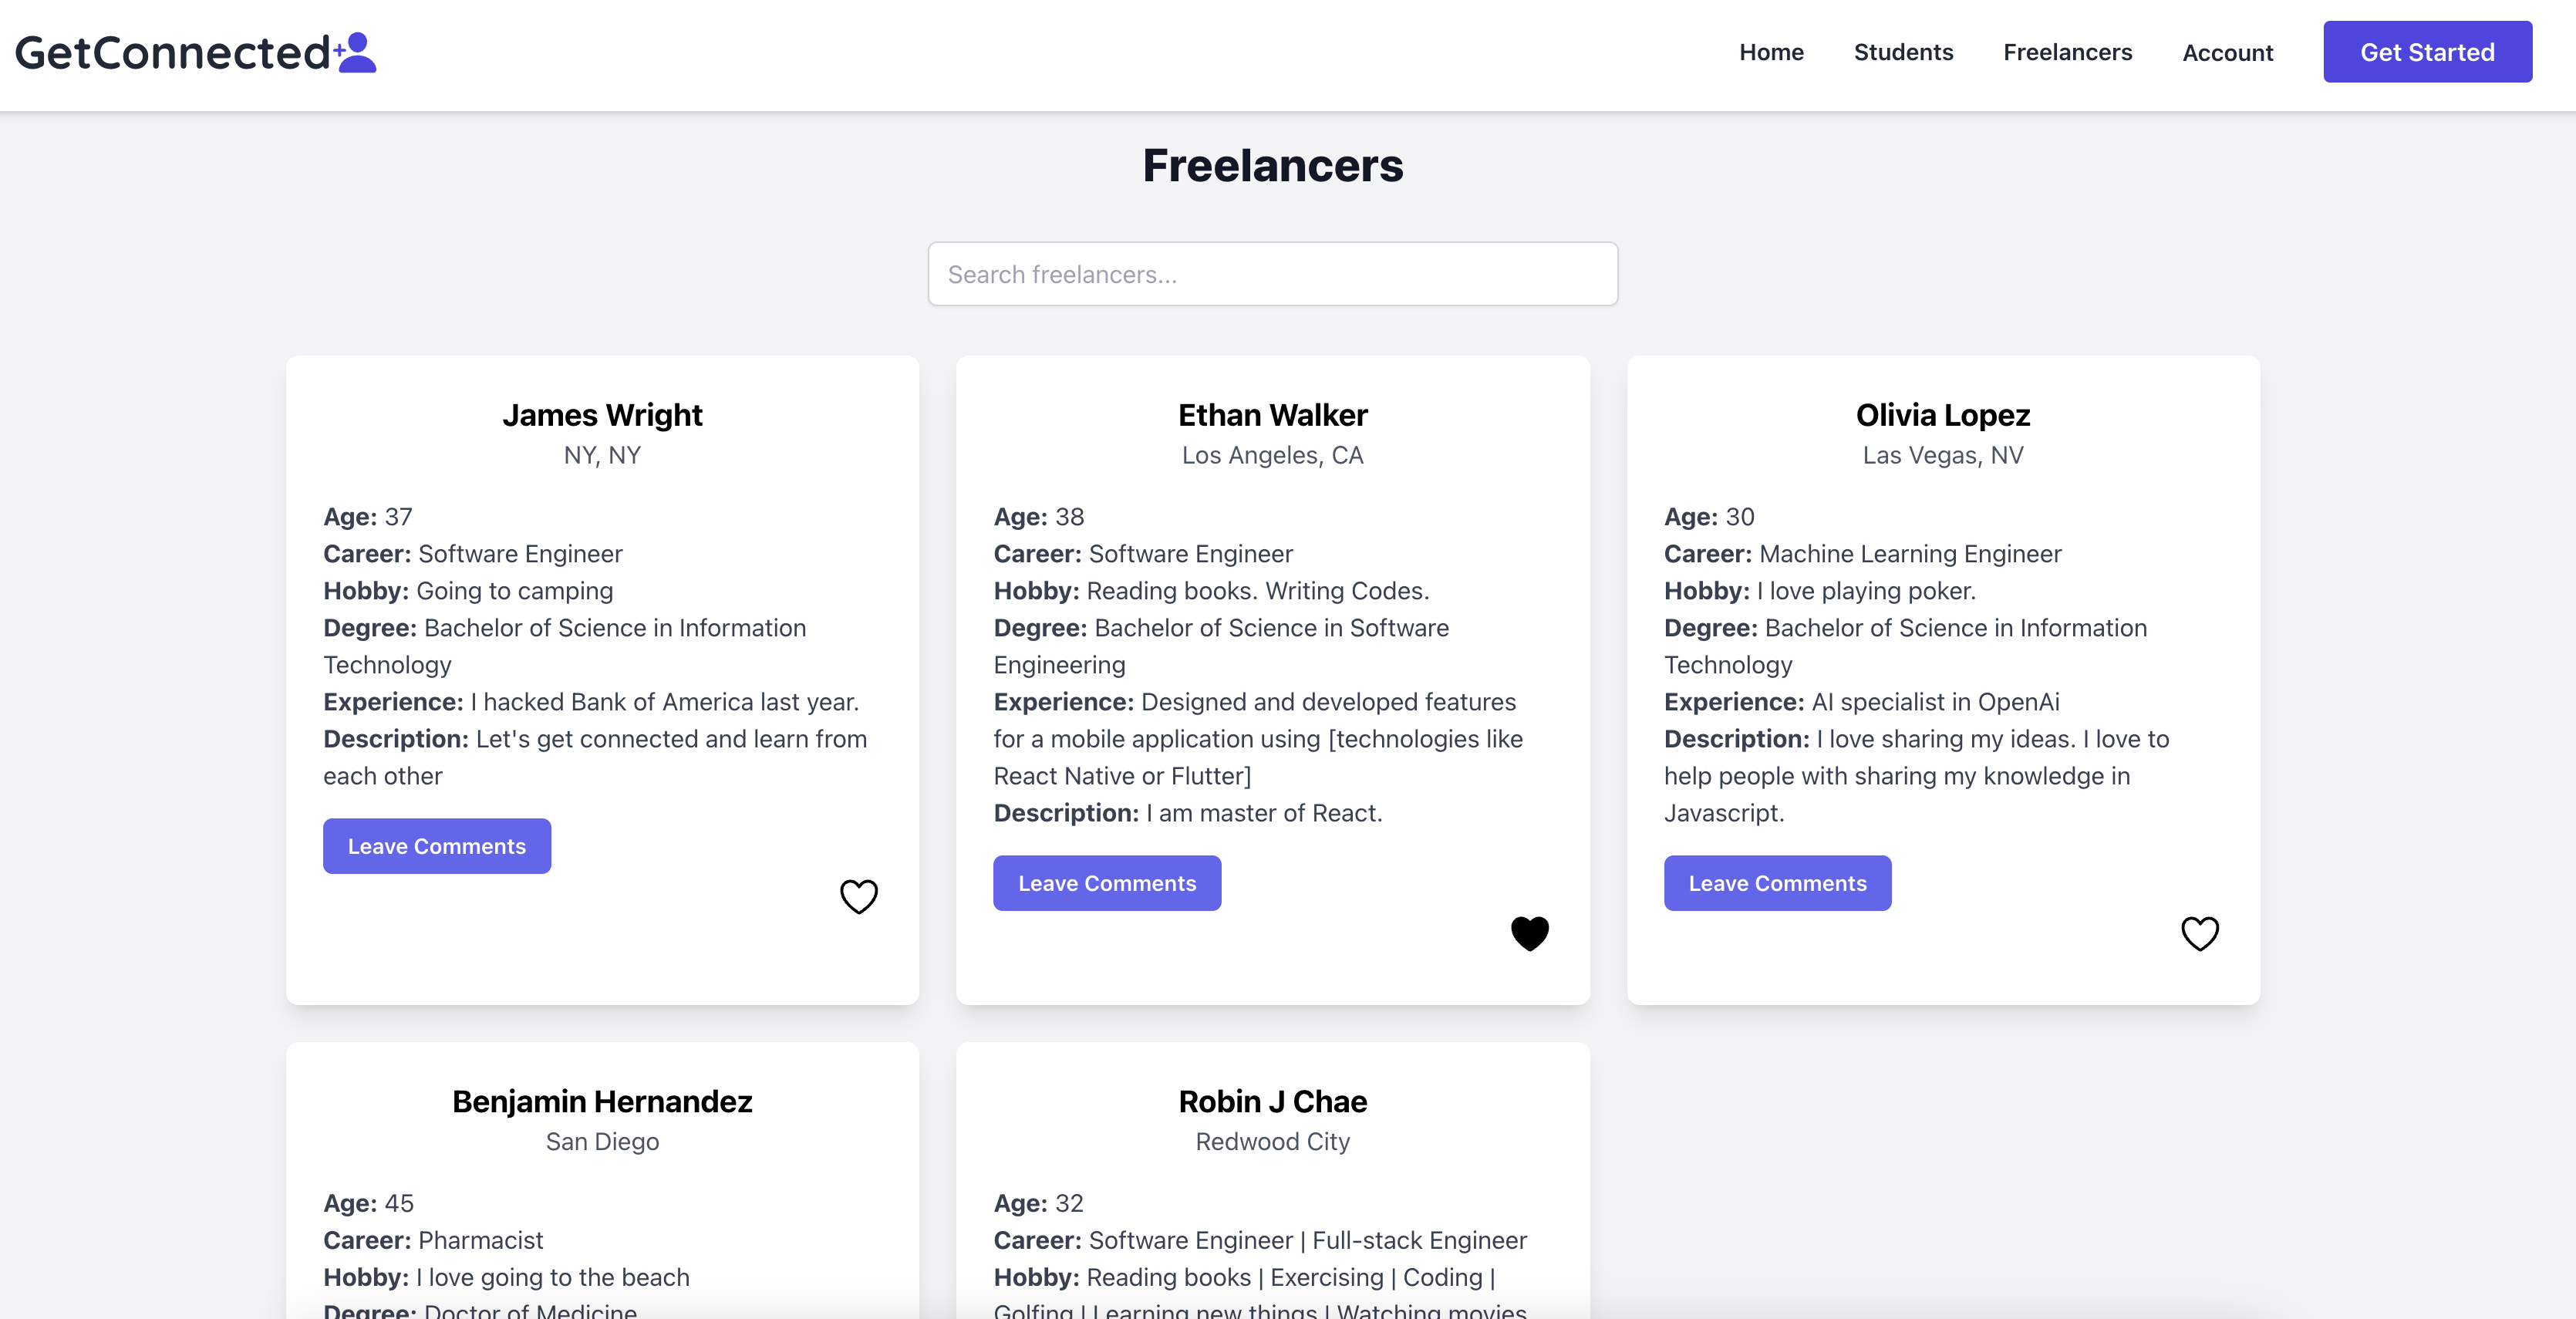 GetConnected
Home Students Freelancers Account Get Started
Freelancers
Search freelancers...
James Wright
NY, NY
Age: 37
Career: Software Engineer
Hobby: Going to camping
Degree: Bachelor of Science in Information
Technology
Experience: I hacked Bank of America last year.
Description: Let's get connected and learn from
each other
Leave Comments
Ethan Walker
Los Angeles, CA
Age: 38
Career: Software Engineer
Hobby: Reading books. Writing Codes.
Degree: Bachelor of Science in Software
Engineering
Experience: Designed and developed features
for a mobile application using [technologies like
React Native or Flutter]
Description: I am master of React.
Leave Comments
Olivia Lopez
Las Vegas, NV
Age: 30
Career: Machine Learning Engineer
Hobby: I love playing poker.
Degree: Bachelor of Science in Information
Technology
Experience: AI specialist in OpenAi
Description: I love sharing my ideas. I love to
help people with sharing my knowledge in
Javascript.
Leave Comments
Benjamin Hernandez
San Diego
Age: 45
Career: Pharmacist
Hobby: I love going to the beach
Degree: Doctor of Medicine
Robin J Chae
Redwood City
Age: 32
Career: Software Engineer | Full-stack Engineer
Hobby: Reading books | Exercising | Coding |
Golfing | Learning new things | Watching movies